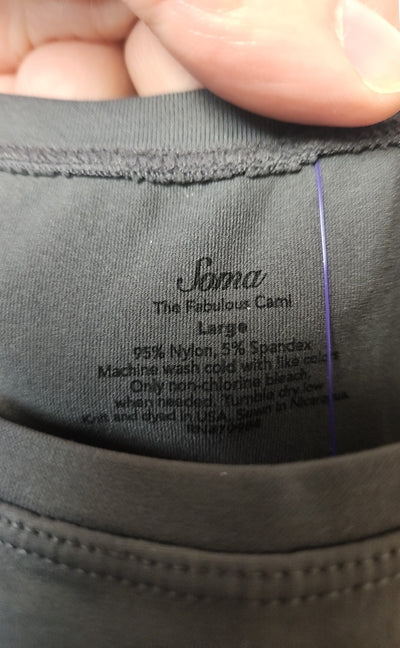 Soma
The Fabulous Cami
Large
95% Nylon, 5% Spandex
Machine wash cold with like colors
Only non-chlorine bleach,
when needed. Tumble dry low
Knit and dyed in USA. Sewn in Nicaragua